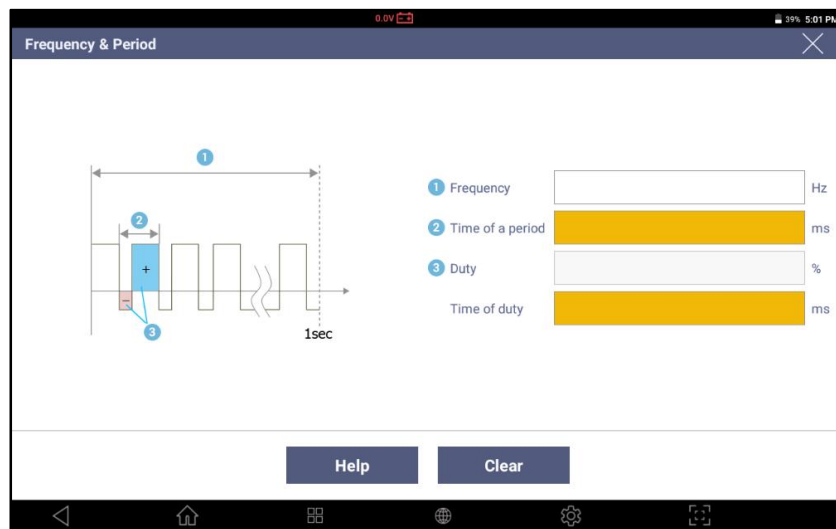 0.0V
39% 5:01 PM
Frequency & Period
1
2
+
−
3
1sec
1 Frequency Hz
2 Time of a period ms
3 Duty %
Time of duty ms
Help Clear